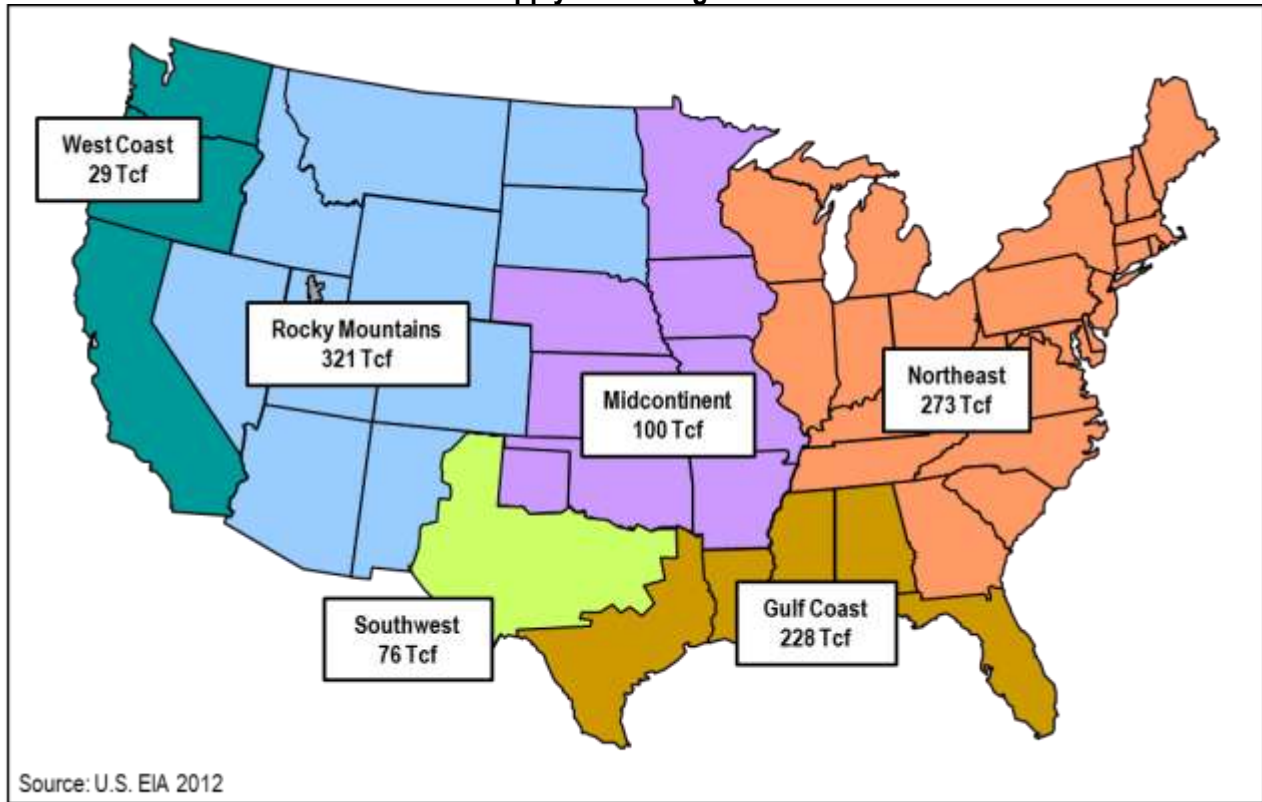 West Coast
29 Tcf
Rocky Mountains
321 Tcf
Midcontinent
100 Tcf
Northeast
273 Tcf
Southwest
76 Tcf
Gulf Coast
228 Tcf
Source: U.S. EIA 2012